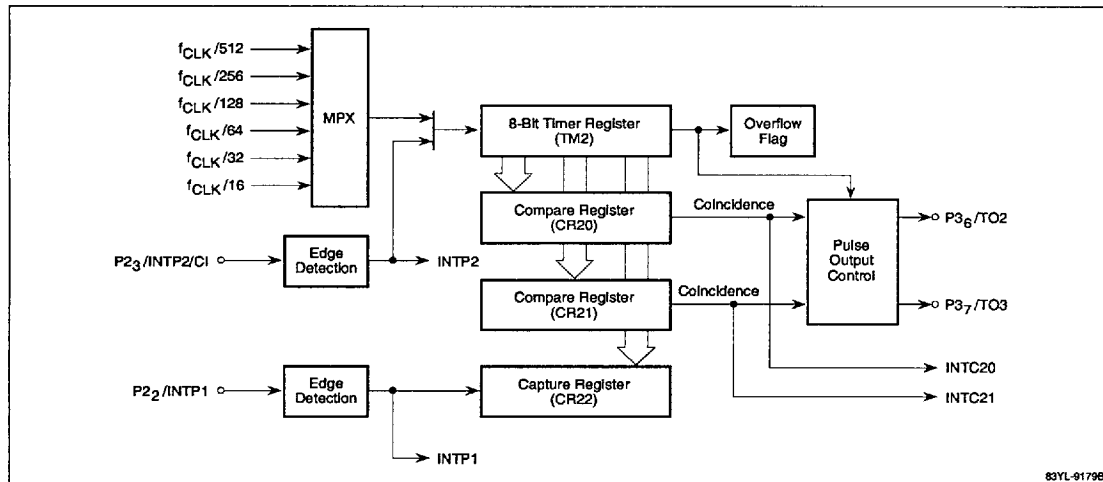 fCLK/512
fCLK/256
fCLK/128
fCLK/64
fCLK/32
fCLK/16
MPX
8-Bit Timer Register
(TM2)
Overflow
Flag
Compare Register
(CR20)
Coincidence
P36/TO2
Pulse
Output
Control
P23/INTP2/CI
Edge
Detection
INTP2
Compare Register
(CR21)
Coincidence
P37/TO3
INTC20
P22/INTP1
Edge
Detection
Capture Register
(CR22)
INTC21
INTP1
83YL-9179B